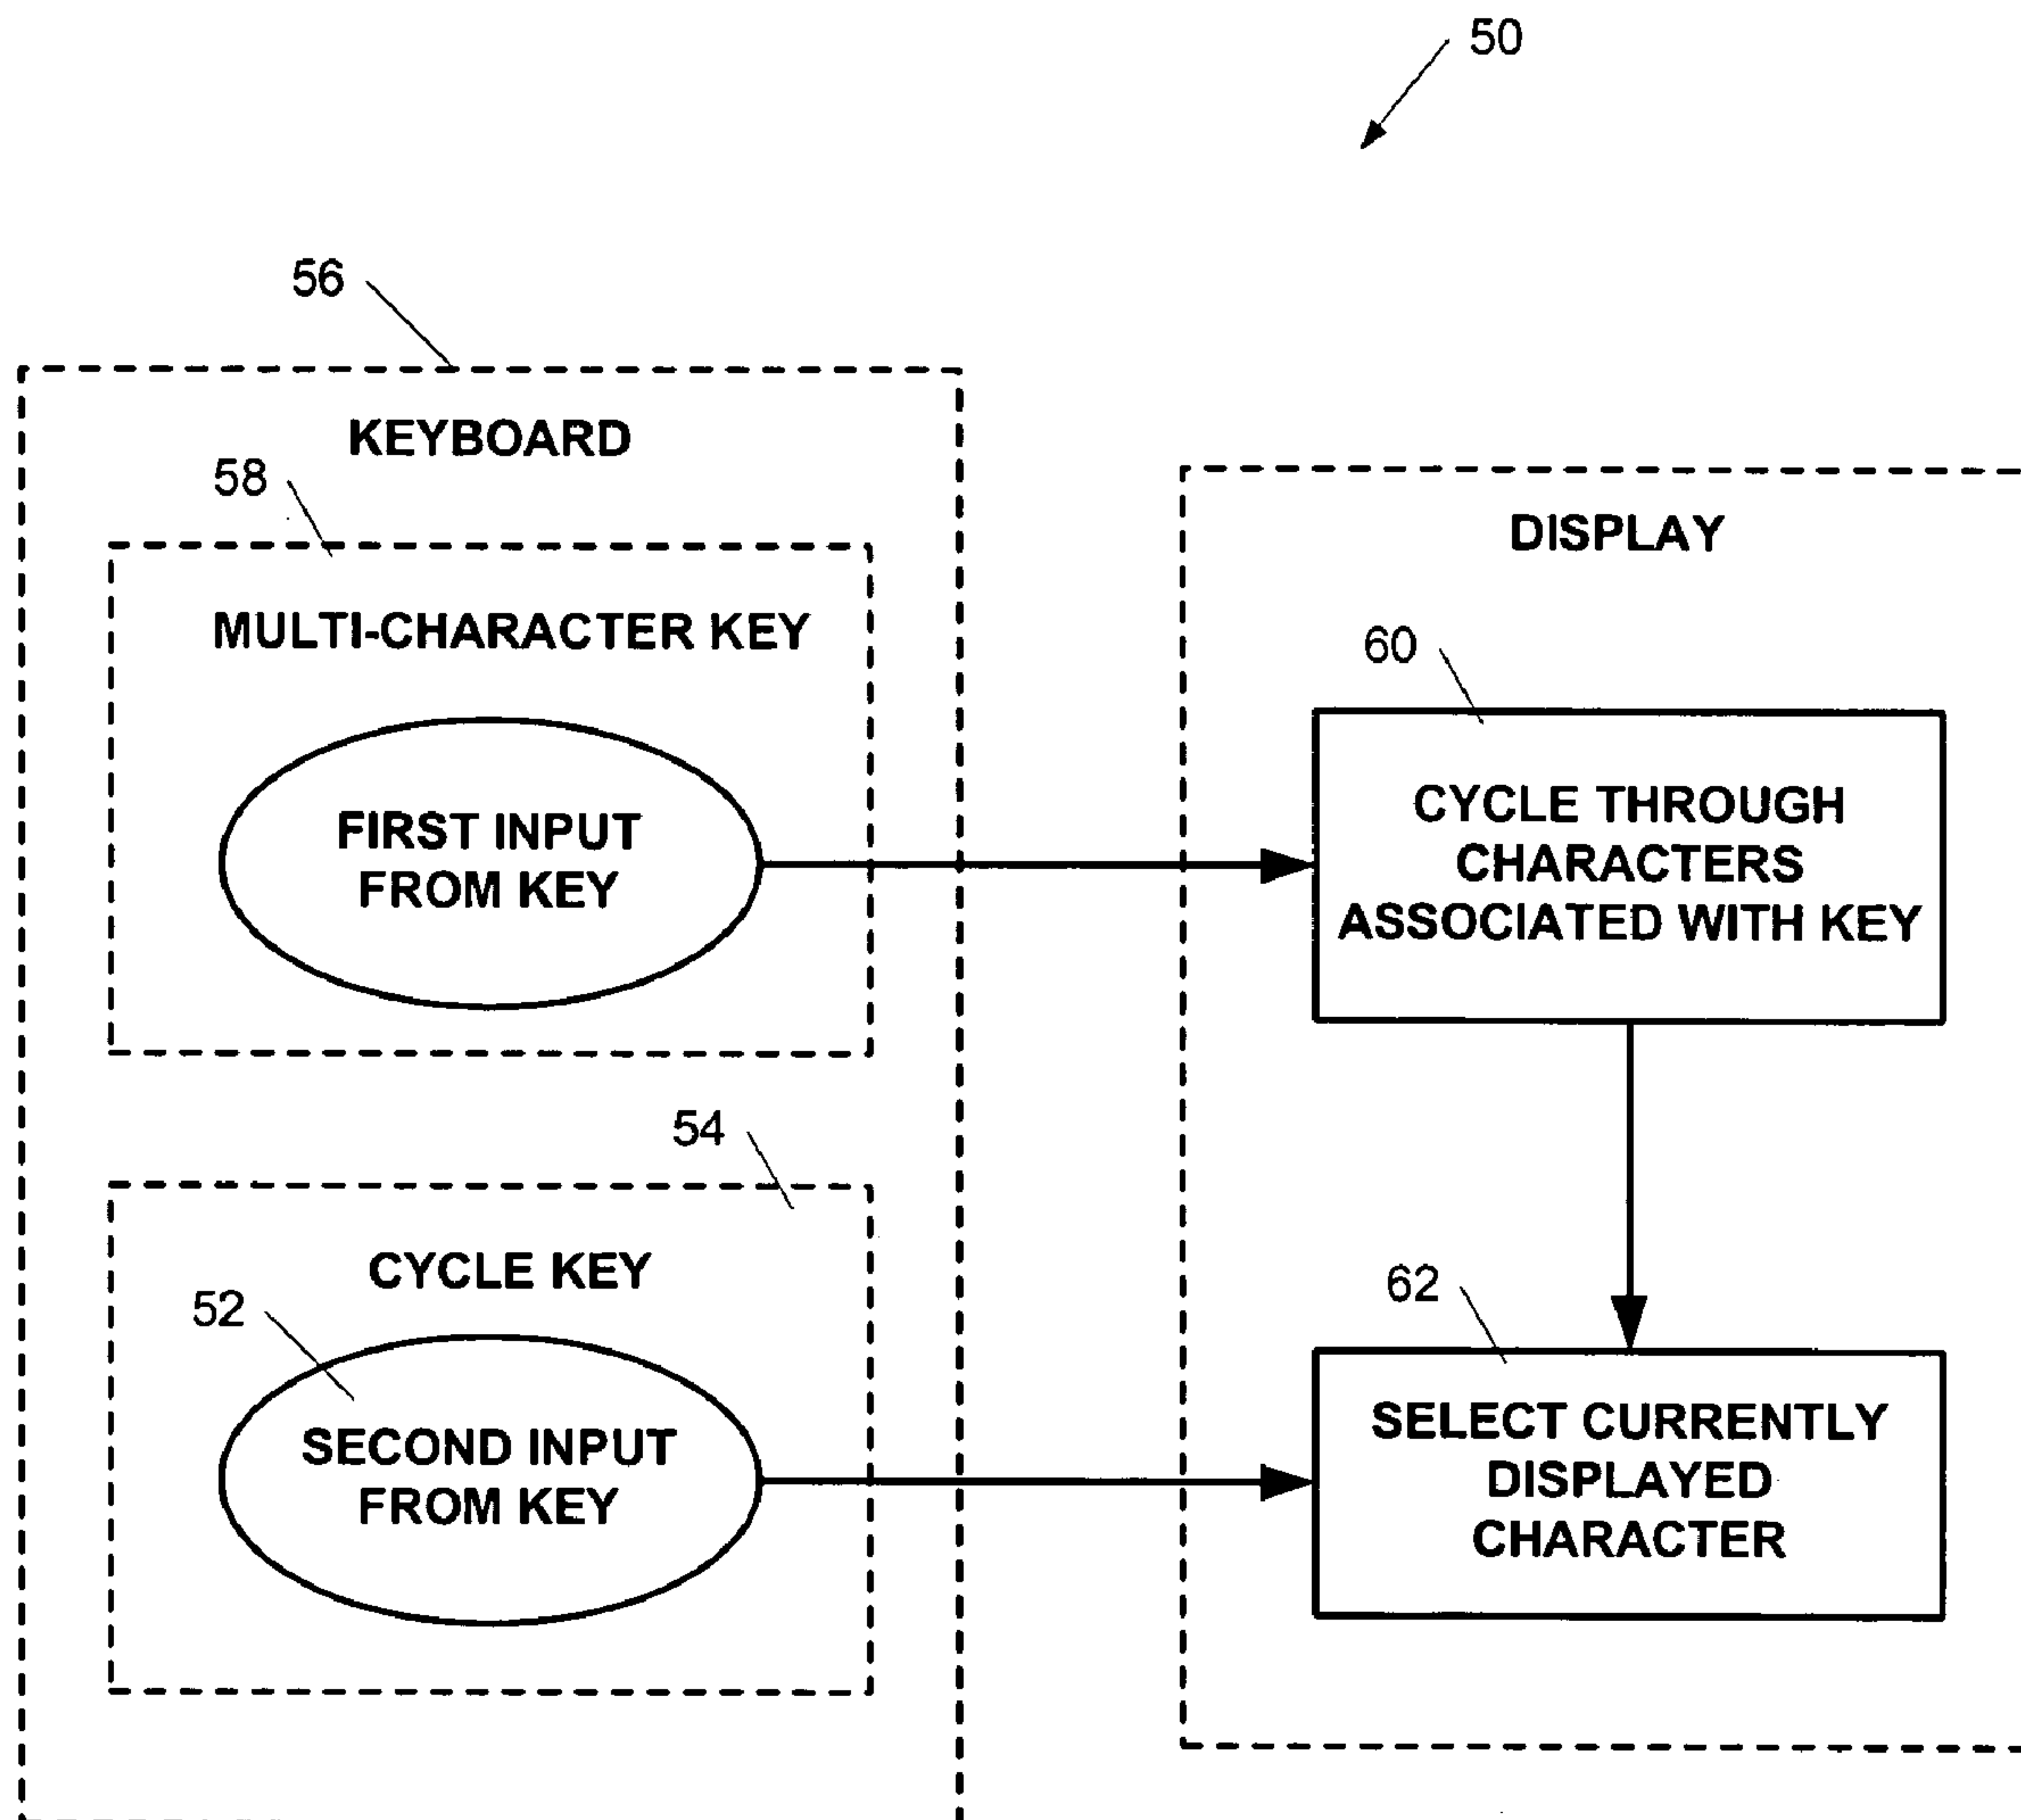 50
56
KEYBOARD
58
MULTI-CHARACTER KEY
FIRST INPUT
FROM KEY
54
CYCLE KEY
52
SECOND INPUT
FROM KEY
DISPLAY
60
CYCLE THROUGH
CHARACTERS
ASSOCIATED WITH KEY
62
SELECT CURRENTLY
DISPLAYED
CHARACTER